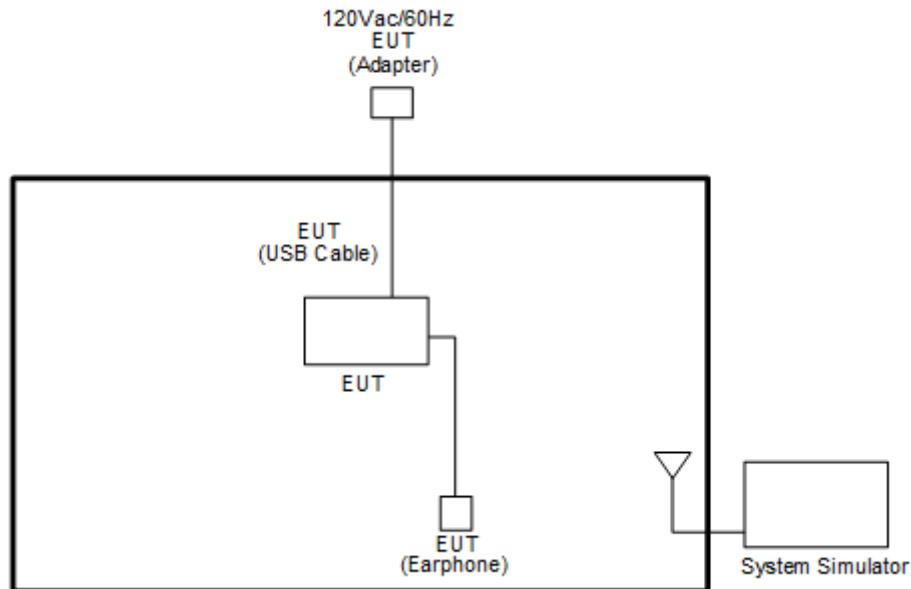 120Vac/60Hz
EUT
(Adapter)
EUT
(USB Cable)
EUT
EUT
(Earphone)
System Simulator